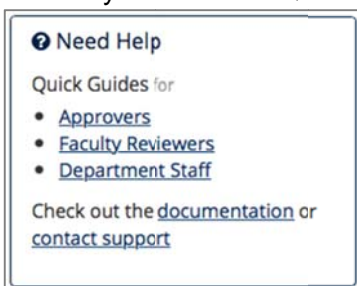 Need Help
Quick Guides for
• Approvers
• Faculty Reviewers
• Department Staff
Check out the documentation or
contact support